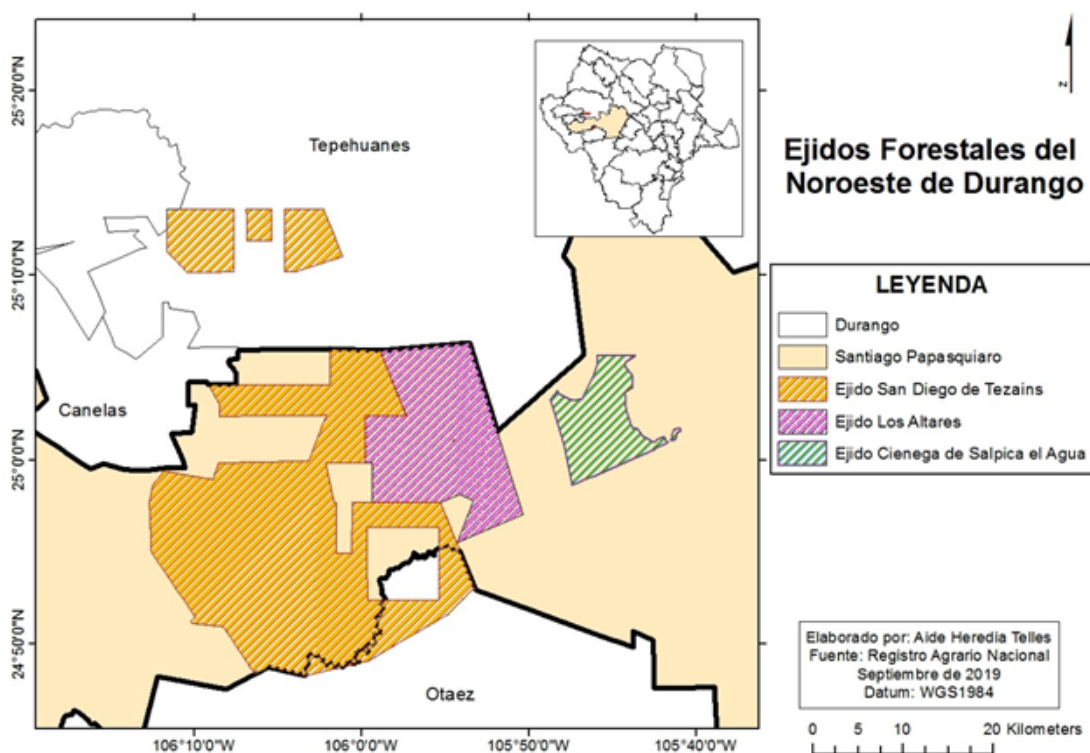 25°20'0"N
25°10'0"N
25°0'0"N
24°50'0"N
Tepehuanes
Canelas
Otaez
106°10'0"W
106°0'0"W
105°50'0"W
105°40'0"W
N
Ejidos Forestales del
Noroeste de Durango
LEYENDA
Durango
Santiago Papasquiaro
Ejido San Diego de Tezains
Ejido Los Altares
Ejido Cienega de Salpica el Agua
Elaborado por: Aide Heredia Telles
Fuente: Registro Agrario Nacional
Septiembre de 2019
Datum: WGS1984
0 5 10 20 Kilometers